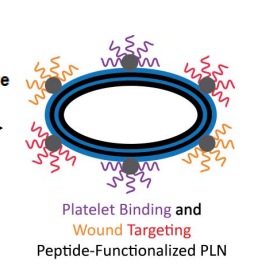 e
Platelet Binding and
Wound Targeting
Peptide-Functionalized PLN